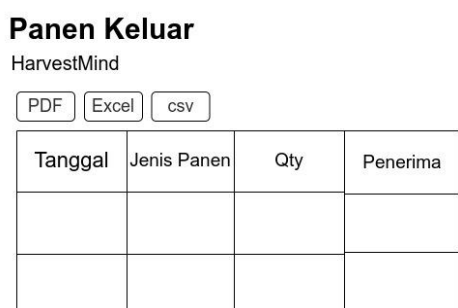 Panen Keluar
HarvestMind
PDF Excel csv
Tanggal Jenis Panen Qty Penerima